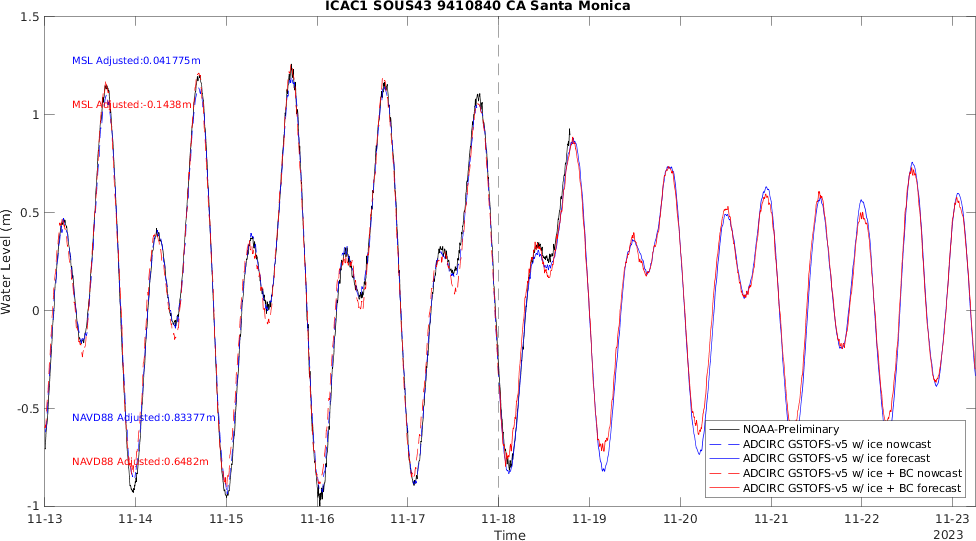 ICAC1 SOUS43 9410840 CA Santa Monica
1.5
1
0.5
0
-0.5
-1
Water Level (m)
MSL Adjusted:0.041775m
MSL Adjusted:-0.1438m
NAVD88 Adjusted:0.83377m
NAVD88 Adjusted:0.6482m
NOAA-Preliminary
ADCIRC GSTOFS-v5 w/ ice nowcast
ADCIRC GSTOFS-v5 w/ ice forecast
ADCIRC GSTOFS-v5 w/ ice + BC nowcast
ADCIRC GSTOFS-v5 w/ ice + BC forecast
11-13 11-14 11-15 11-16 11-17 11-18 11-19 11-20 11-21 11-22 11-23
Time
2023